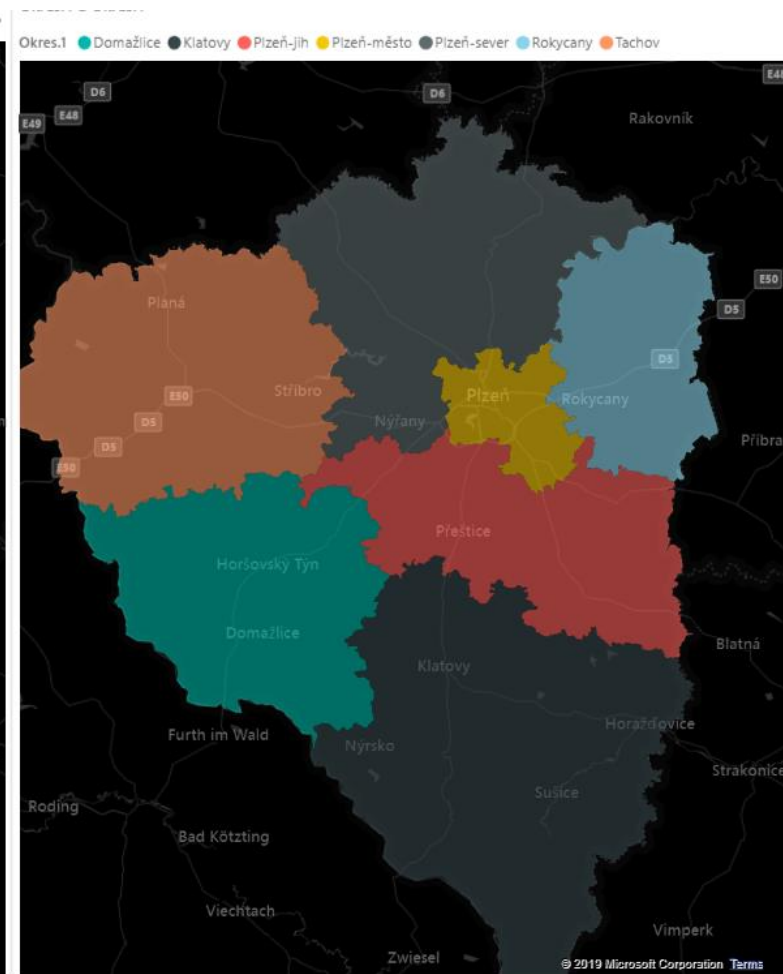 Okres.1 Domažlice Klatovy Plzeň-jih Plzeň-město Plzeň-sever Rokycany Tachov
E48
D6
D6
E48
E49
Rakovník
Planá
E50
D5
D5
Stříbro
E50
Plzeň
Rokycany
D5
Nýřany
D5
E50
Příbra
Přeštice
Horšovský Týn
Domažlice
Blatná
Klatovy
Horažďovice
Furth im Wald
Nýrsko
Strakonice
Sušice
Roding
Bad Kötzting
Viechtach
Vimperk
Zwiesel
© 2019 Microsoft Corporation Terms